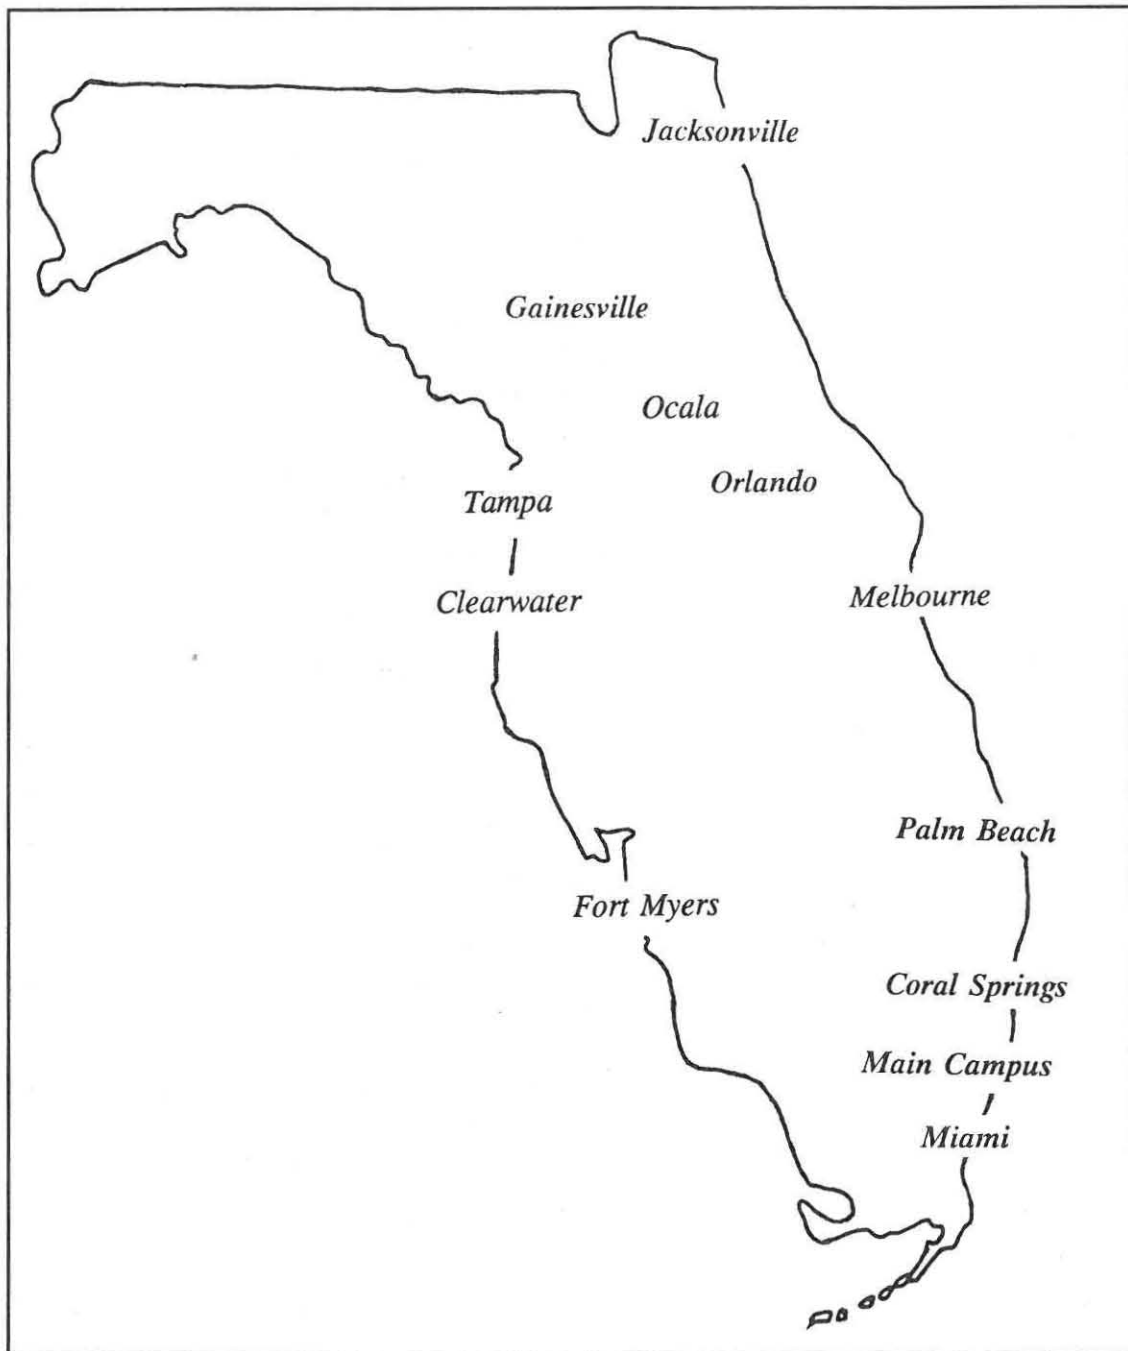 Jacksonville
Gainesville
Ocala
Orlando
Tampa
Clearwater
Melbourne
Palm Beach
Fort Myers
Coral Springs
Main Campus
Miami